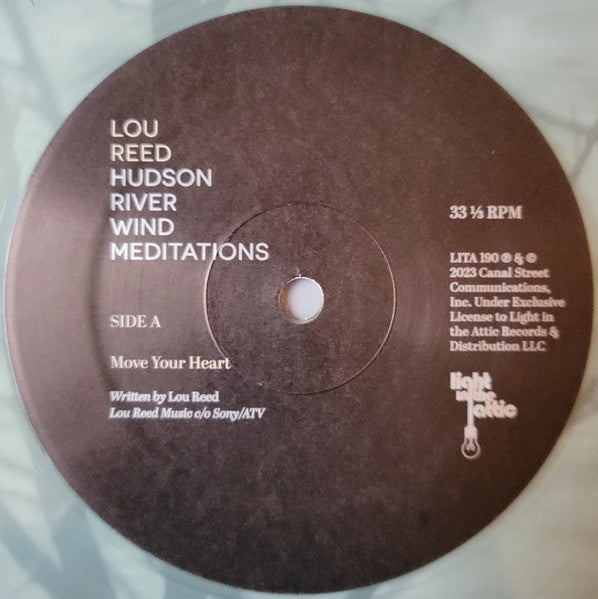 LOU
REED
HUDSON
RIVER
WIND
MEDITATIONS
SIDE A
Move Your Heart
Written by Lou Reed
Lou Reed Music c/o Sony/ATV
33 ⅓ RPM
LITA 190 ℗ & ©
2023 Canal Street
Communications,
Inc. Under Exclusive
License to Light in
the Attic Records &
Distribution LLC
light
in the
attic